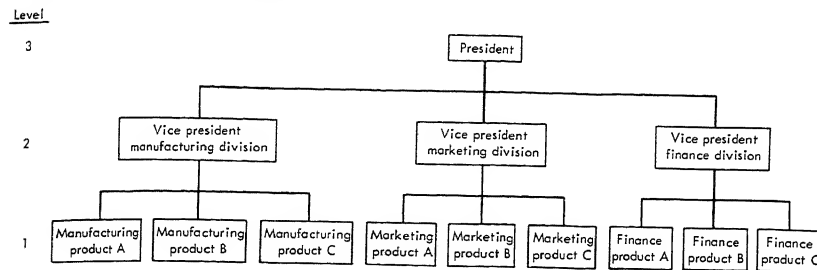 Level
3
President
2
Vice president
manufacturing division
Vice president
marketing division
Vice president
finance division
1
Manufacturing
product A
Manufacturing
product B
Manufacturing
product C
Marketing
product A
Marketing
product B
Marketing
product C
Finance
product A
Finance
product B
Finance
product C